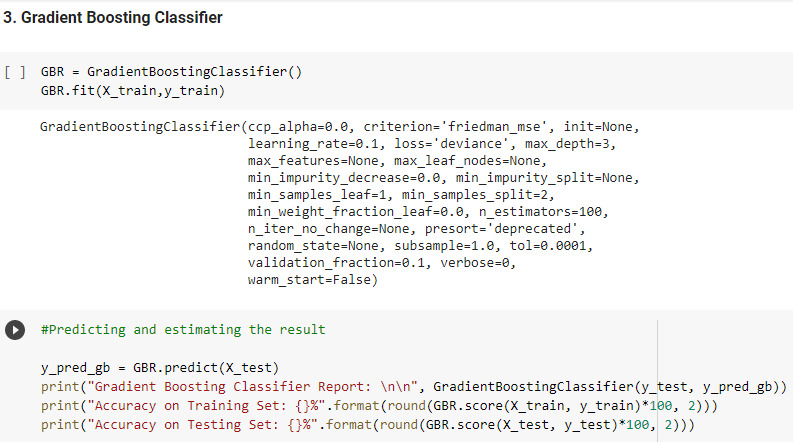 3. Gradient Boosting Classifier
[ ] GBR = GradientBoostingClassifier()
GBR.fit(X_train,y_train)
GradientBoostingClassifier(ccp_alpha=0.0, criterion='friedman_mse', init=None,
learning_rate=0.1, loss='deviance', max_depth=3,
max_features=None, max_leaf_nodes=None,
min_impurity_decrease=0.0, min_impurity_split=None,
min_samples_leaf=1, min_samples_split=2,
min_weight_fraction_leaf=0.0, n_estimators=100,
n_iter_no_change=None, presort='deprecated',
random_state=None, subsample=1.0, tol=0.0001,
validation_fraction=0.1, verbose=0,
warm_start=False)
#Predicting and estimating the result
y_pred_gb = GBR.predict(X_test)
print("Gradient Boosting Classifier Report: \n\n", GradientBoostingClassifier(y_test, y_pred_gb))
print("Accuracy on Training Set: {}%".format(round(GBR.score(X_train, y_train)*100, 2)))
print("Accuracy on Testing Set: {}%".format(round(GBR.score(X_test, y_test)*100, 2)))